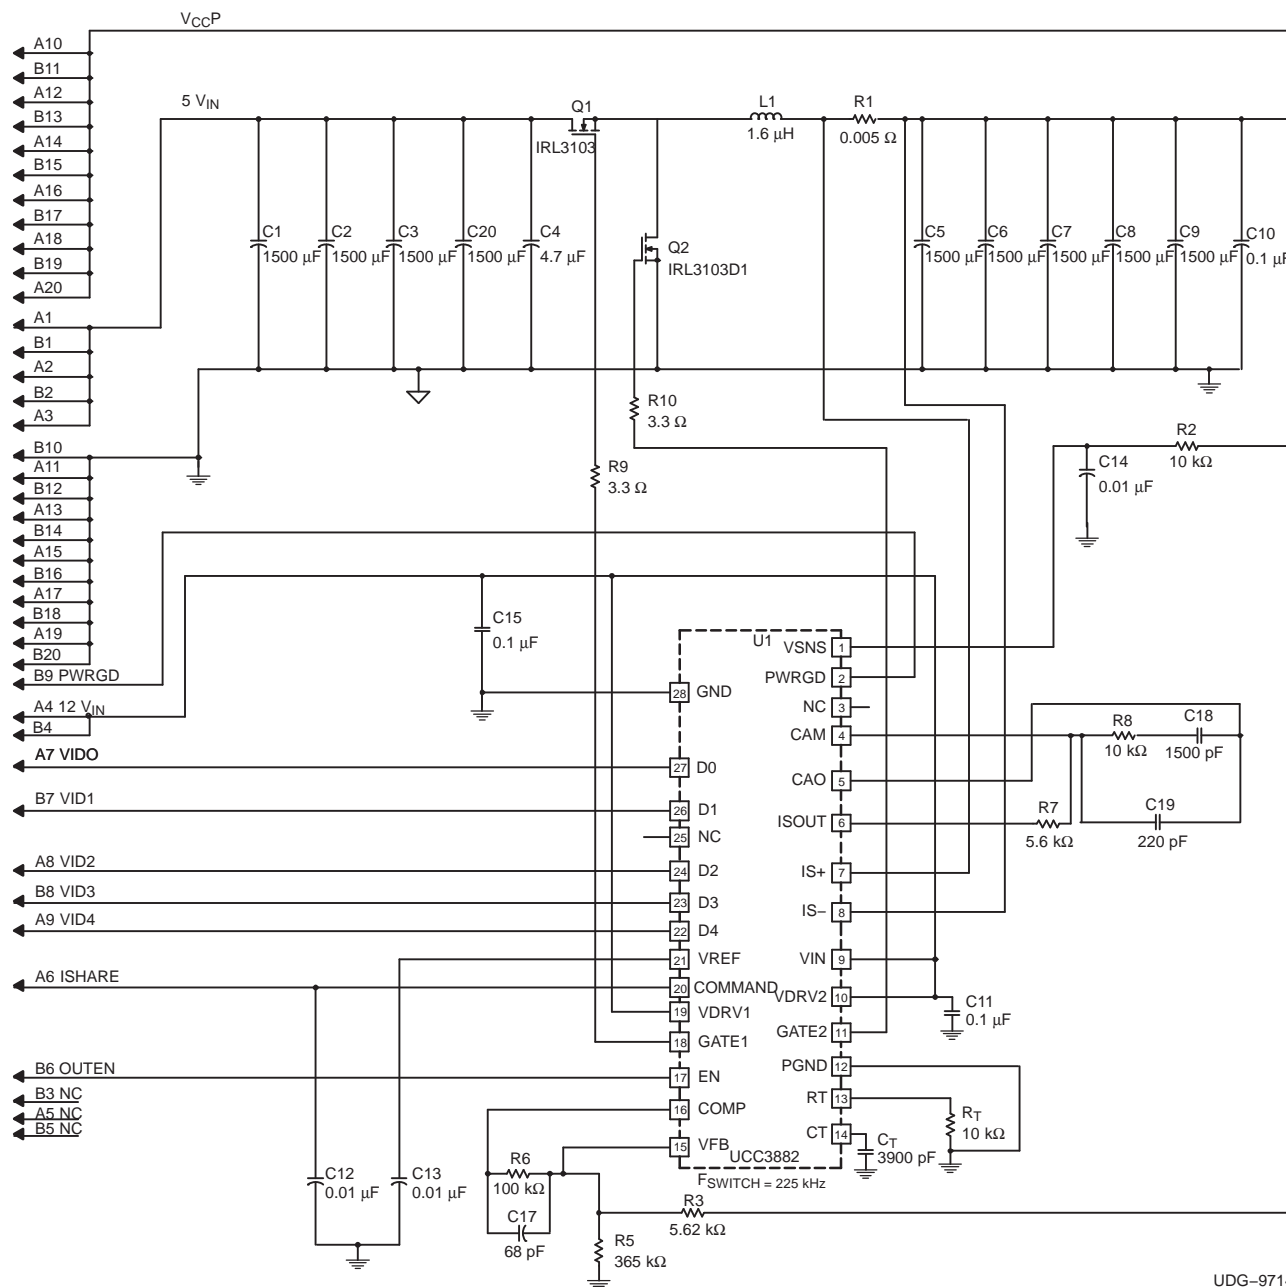 V_CCP
A10
B11
A12
B13
A14
B15
A16
B17
A18
B19
A20
A1
B1
A2
B2
A3
B10
A11
B12
A13
B14
A15
B16
A17
B18
A19
B20
B9 PWRGD
A4 12 V_IN
B4
A7 VIDO
B7 VID1
A8 VID2
B8 VID3
A9 VID4
A6 ISHARE
B6 OUTEN
B3 NC
A5 NC
B5 NC
5 V_IN
Q1
IRL3103
L1
1.6 µH
R1
0.005 Ω
C1
1500 µF
C2
1500 µF
C3
1500 µF
C20
1500 µF
C4
4.7 µF
Q2
IRL3103D1
C5
1500 µF
C6
1500 µF
C7
1500 µF
C8
1500 µF
C9
1500 µF
C10
0.1 µF
R10
3.3 Ω
R9
3.3 Ω
R2
10 kΩ
C14
0.01 µF
C15
0.1 µF
U1
VSNS 1
PWRGD 2
NC 3
CAM 4
CAO 5
ISOUT 6
IS+ 7
IS− 8
VIN 9
VDRV2 10
GATE2 11
PGND 12
RT 13
CT 14
28 GND
27 D0
26 D1
25 NC
24 D2
23 D3
22 D4
21 VREF
20 COMMAND
19 VDRV1
18 GATE1
17 EN
16 COMP
15 VFB
UCC3882
F_SWITCH = 225 kHz
R8
10 kΩ
C18
1500 pF
C19
220 pF
R7
5.6 kΩ
C11
0.1 µF
R_T
10 kΩ
C_T
3900 pF
C12
0.01 µF
C13
0.01 µF
R6
100 kΩ
C17
68 pF
R3
5.62 kΩ
R5
365 kΩ